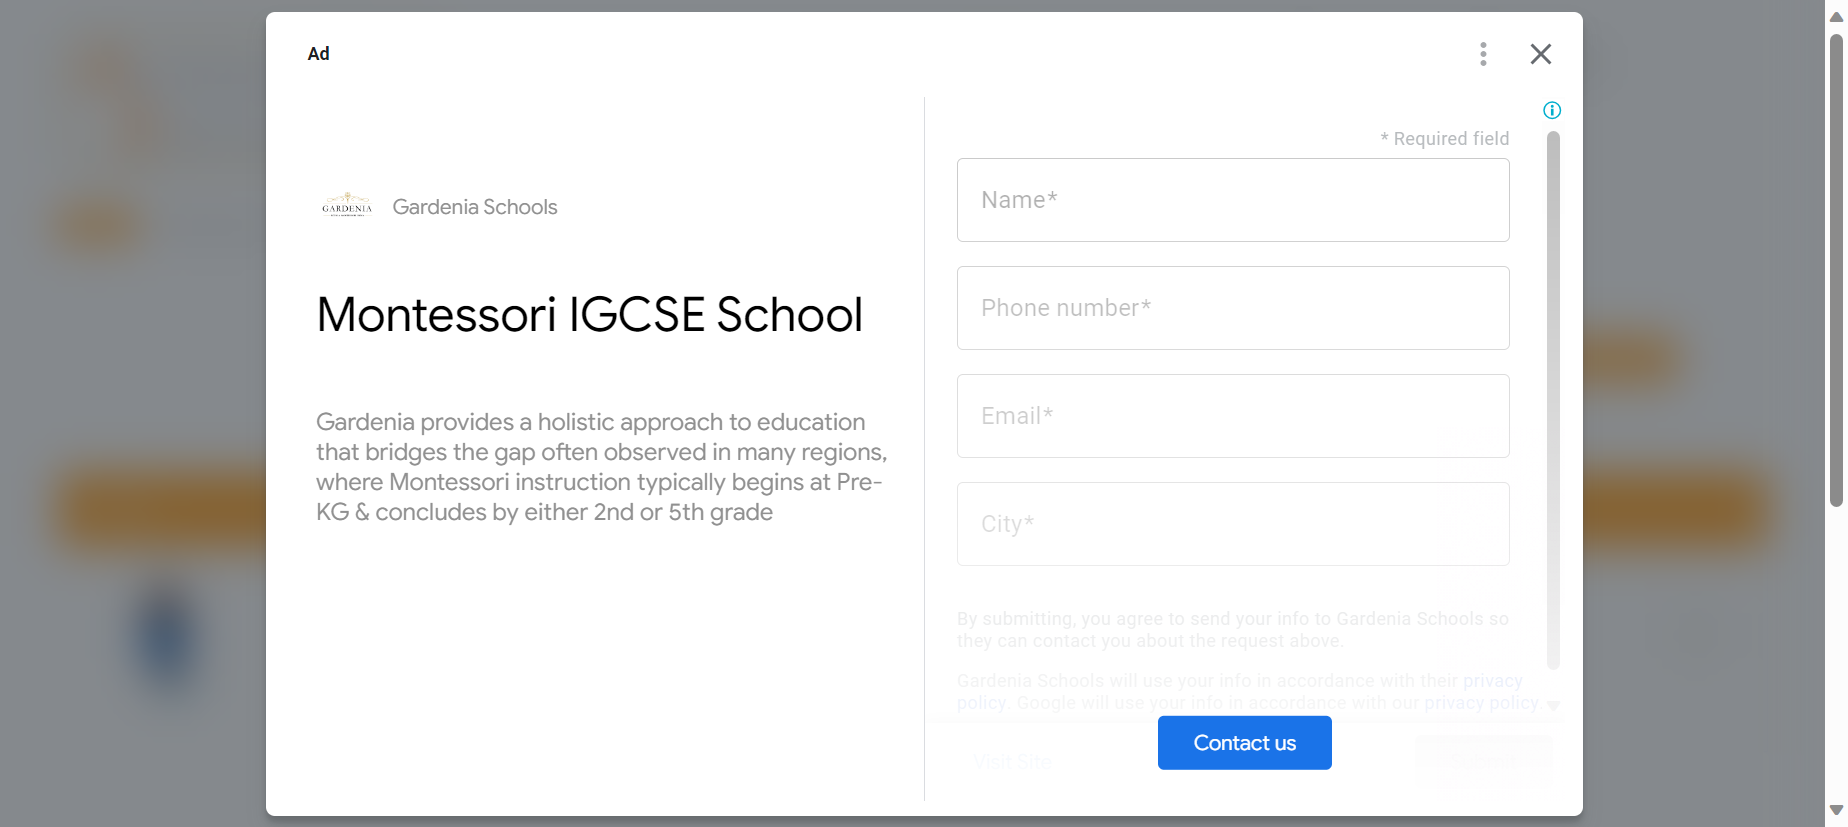 Ad
GARDENIA
Gardenia Schools
Montessori IGCSE School
Gardenia provides a holistic approach to education
that bridges the gap often observed in many regions,
where Montessori instruction typically begins at Pre-
KG & concludes by either 2nd or 5th grade
* Required field
Name*
Phone number*
Email*
City*
By submitting, you agree to send your info to Gardenia Schools so
they can contact you about the request above.
Gardenia Schools will use your info in accordance with their privacy
policy. Google will use your info in accordance with our privacy policy.
Visit Site
Contact us